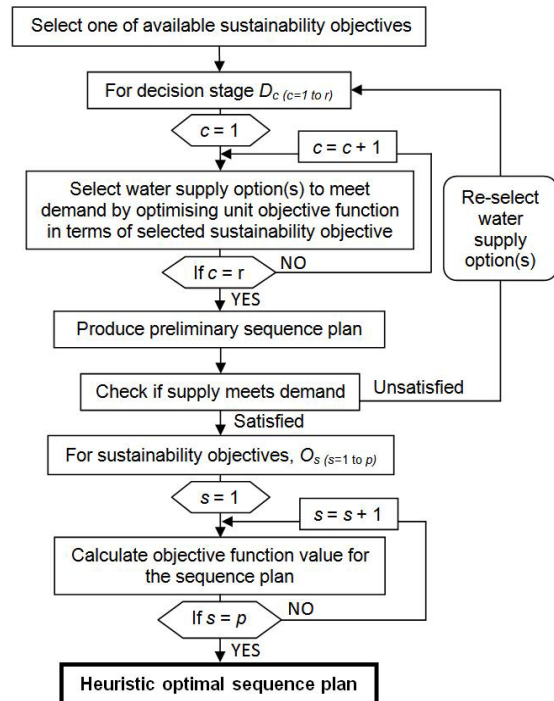 Select one of available sustainability objectives
For decision stage D c (c=1 to r)
c = 1
c = c + 1
Select water supply option(s) to meet
demand by optimising unit objective function
in terms of selected sustainability objective
Re-select
water
supply
option(s)
If c = r
NO
YES
Produce preliminary sequence plan
Check if supply meets demand
Unsatisfied
Satisfied
For sustainability objectives, O s (s=1 to p)
s = 1
s = s + 1
Calculate objective function value for
the sequence plan
If s = p
NO
YES
Heuristic optimal sequence plan